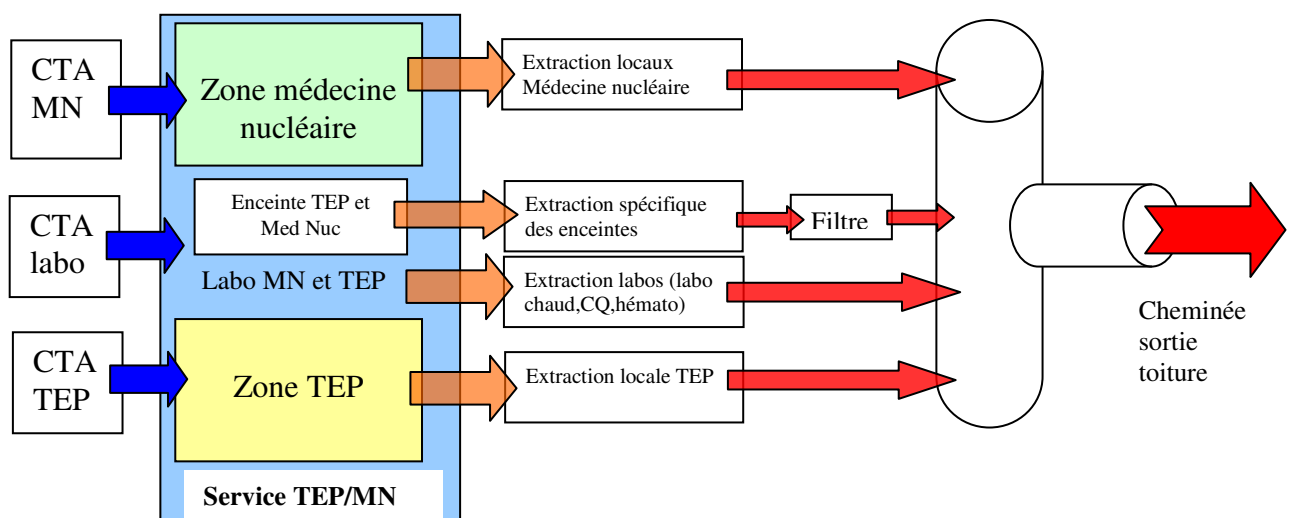 CTA
MN
Zone médecine
nucléaire
Extraction locaux
Médecine nucléaire
CTA
labo
Enceinte TEP et
Med Nuc
Extraction spécifique
des enceintes
Filtre
Labo MN et TEP
Extraction labos (labo
chaud,CQ,hémato)
CTA
TEP
Zone TEP
Extraction locale TEP
Cheminée
sortie
toiture
Service TEP/MN